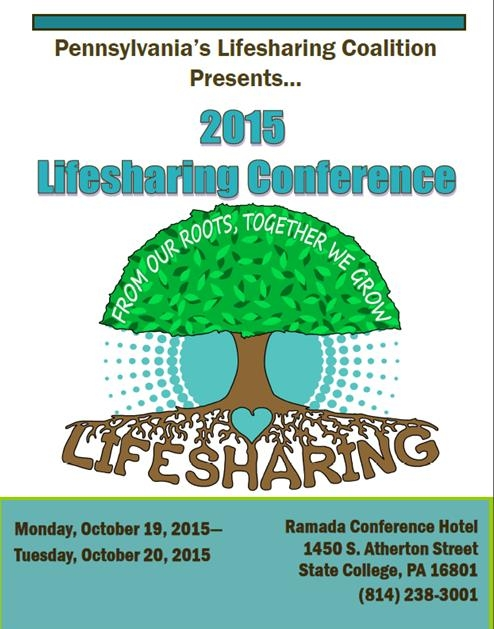 Pennsylvania's Lifesharing Coalition
Presents...
2015
Lifesharing Conference
FROM OUR ROOTS, TOGETHER WE GROW
LIFESHARING
Monday, October 19, 2015—
Tuesday, October 20, 2015
Ramada Conference Hotel
1450 S. Atherton Street
State College, PA 16801
(814) 238-3001